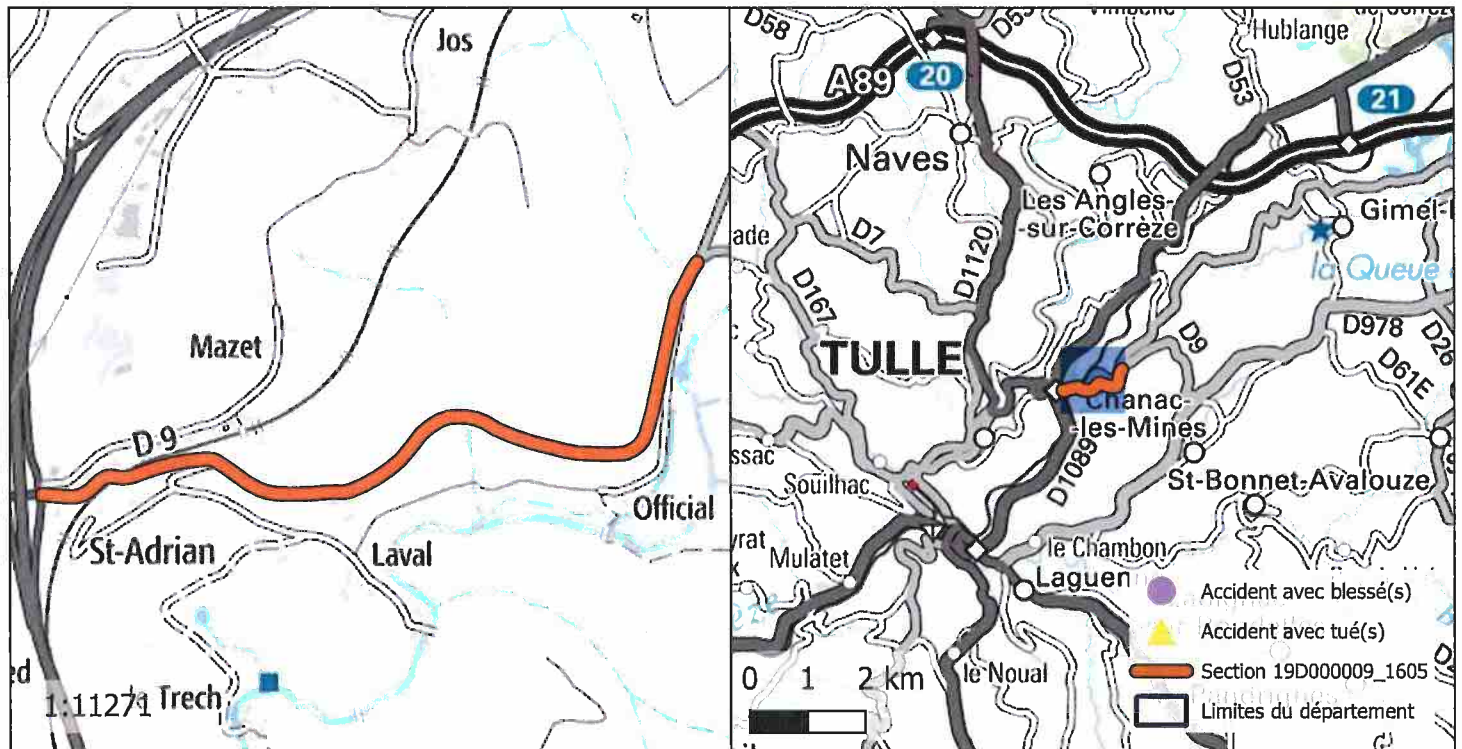 Jos
Mazet
D 9
St-Adrian
Laval
Official
Trech
1:11271
D58
Hublange
A89
20
D53
21
Naves
Les Angles-
-sur-Corrèze
Gimel-
la Queue
D7
D1120
D167
TULLE
D9
D978
D26
D61E
Chanac-
-les-Mines
D1089
St-Bonnet-Avalouze
Souilhac
Mulatet
le Chambon
Laguen
le Noual
0 1 2 km
Accident avec blessé(s)
Accident avec tué(s)
Section 19D000009_1605
Limites du département